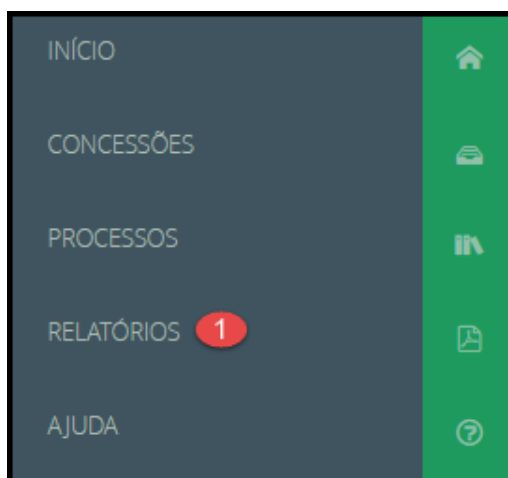 INÍCIO
CONCESSÕES
PROCESSOS
RELATÓRIOS 1
AJUDA